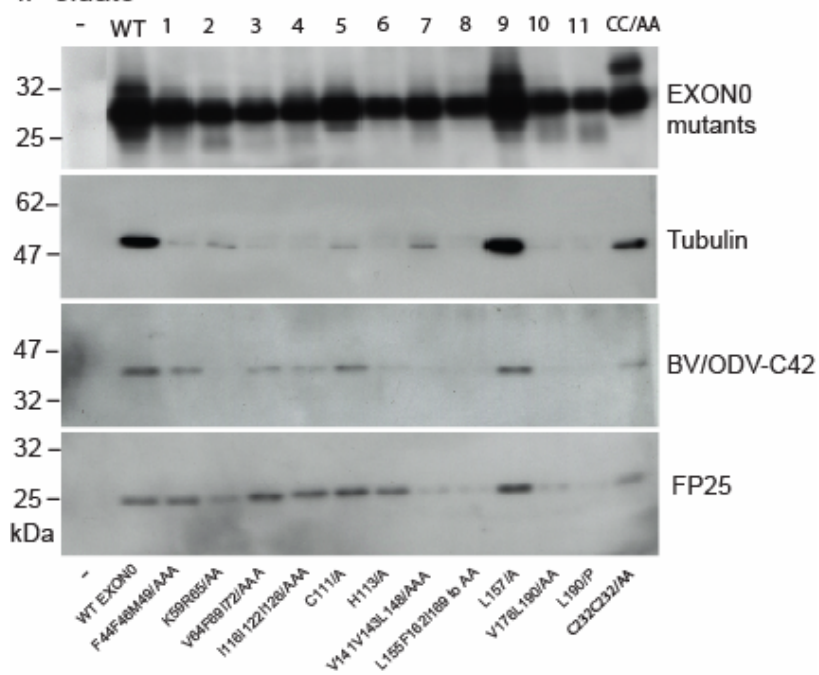 - WT 1 2 3 4 5 6 7 8 9 10 11 CC/AA
32
25
EXON0
mutants
62
47
Tubulin
47
32
BV/ODV-C42
32
25
kDa
FP25
-
WT EXON0
F44F46M49/AAA
K59R65/AA
V64F69I72/AAA
I116I122I126/AAA
C111/A
H113/A
V141V143L148/AAA
L155F162I169 to AA
L157/A
V176L190/AA
L190/P
C232C232/AA